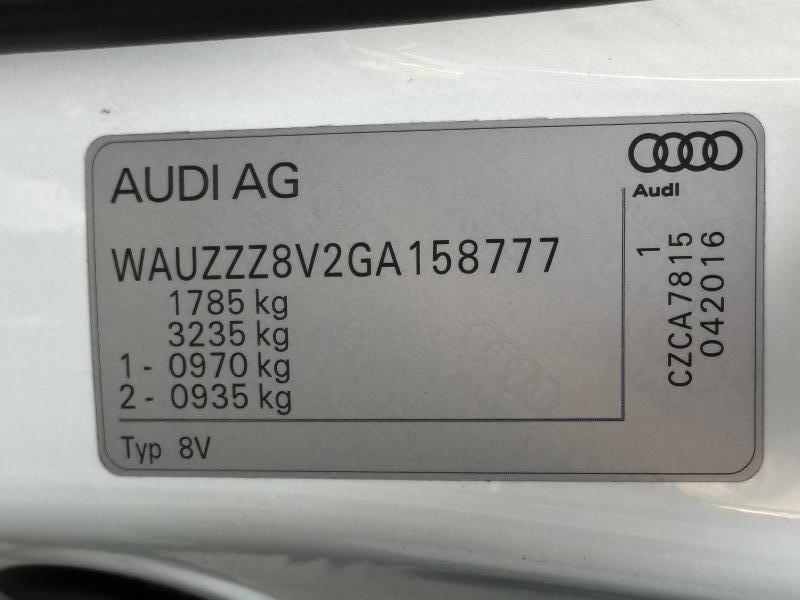 AUDI AG
Audi
WAUZZZ8V2GA158777
1785 kg
3235 kg
1 - 0970 kg
2 - 0935 kg
Typ 8V
1
CZCA7815
042016